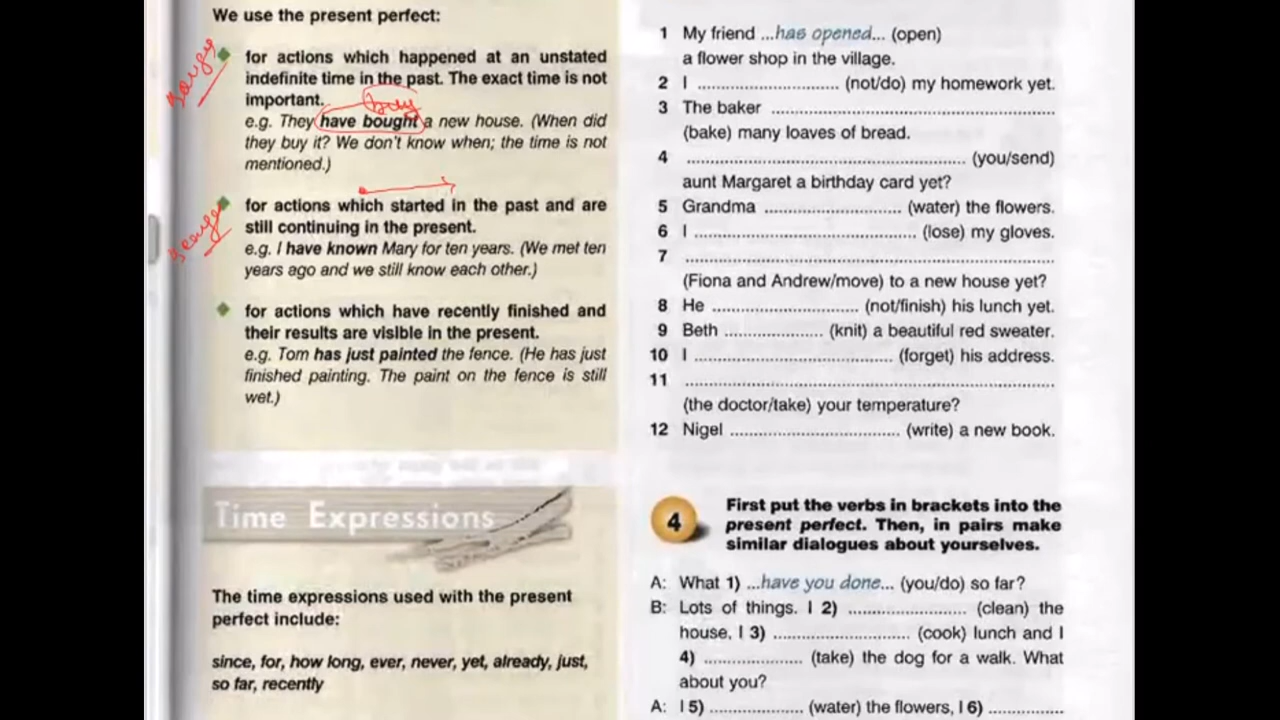 We use the present perfect:
for actions which happened at an unstated
indefinite time in the past. The exact time is not
important.
buy
e.g. They have bought a new house. (When did
they buy it? We don't know when; the time is not
mentioned.)
for actions which started in the past and are
still continuing in the present.
e.g. I have known Mary for ten years. (We met ten
years ago and we still know each other.)
for actions which have recently finished and
their results are visible in the present.
e.g. Tom has just painted the fence. (He has just
finished painting. The paint on the fence is still
wet.)
Time Expressions
The time expressions used with the present
perfect include:
since, for, how long, ever, never, yet, already, just,
so far, recently
1 My friend ...has opened... (open)
a flower shop in the village.
2 I ............................. (not/do) my homework yet.
3 The baker .........................................................
(bake) many loaves of bread.
4 ......................................................... (you/send)
aunt Margaret a birthday card yet?
5 Grandma ............................ (water) the flowers.
6 I ............................................. (lose) my gloves.
7 ...........................................................................
(Fiona and Andrew/move) to a new house yet?
8 He .............................. (not/finish) his lunch yet.
9 Beth .................... (knit) a beautiful red sweater.
10 I ........................................ (forget) his address.
11 ...........................................................................
(the doctor/take) your temperature?
12 Nigel .................................. (write) a new book.
4 First put the verbs in brackets into the
present perfect. Then, in pairs make
similar dialogues about yourselves.
A: What 1) ...have you done... (you/do) so far?
B: Lots of things. I 2) ........................ (clean) the
house, I 3) ............................ (cook) lunch and I
4) .................... (take) the dog for a walk. What
about you?
A: I 5) ................... (water) the flowers, I 6) ...............